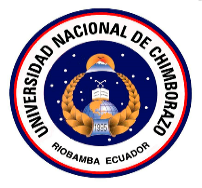 UNIVERSIDAD NACIONAL DE CHIMBORAZO
RIOBAMBA ECUADOR